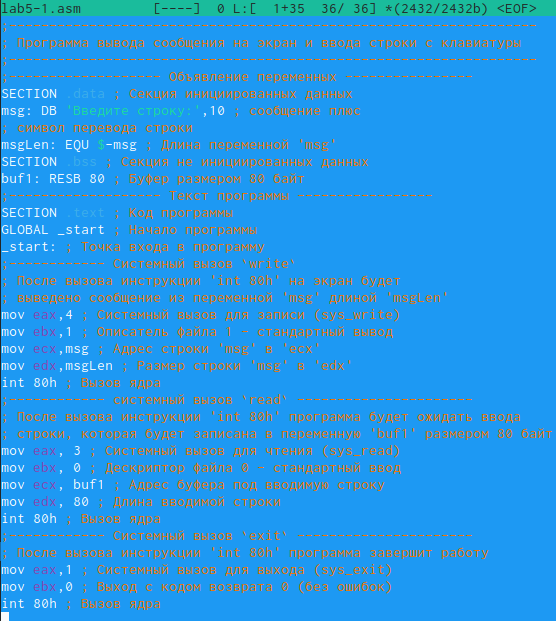 lab5-1.asm [----] 0 L:[ 1+35 36/ 36] *(2432/2432b) <EOF>
;------------------------------------------------------------------
; Программа вывода сообщения на экран и ввода строки с клавиатуры
;------------------------------------------------------------------
;------------------- Объявление переменных ----------------
SECTION .data ; Секция инициированных данных
msg: DB 'Введите строку:',10 ; сообщение плюс
; символ перевода строки
msgLen: EQU $-msg ; Длина переменной 'msg'
SECTION .bss ; Секция не инициированных данных
buf1: RESB 80 ; Буфер размером 80 байт
;------------------- Текст программы -----------------
SECTION .text ; Код программы
GLOBAL _start ; Начало программы
_start: ; Точка входа в программу
;------------ Системный вызов `write`
; После вызова инструкции 'int 80h' на экран будет
; выведено сообщение из переменной 'msg' длиной 'msgLen'
mov eax,4 ; Системный вызов для записи (sys_write)
mov ebx,1 ; Описатель файла 1 - стандартный вывод
mov ecx,msg ; Адрес строки 'msg' в 'ecx'
mov edx,msgLen ; Размер строки 'msg' в 'edx'
int 80h ; Вызов ядра
;------------ системный вызов `read` ----------------------
; После вызова инструкции 'int 80h' программа будет ожидать ввода
; строки, которая будет записана в переменную 'buf1' размером 80 байт
mov eax, 3 ; Системный вызов для чтения (sys_read)
mov ebx, 0 ; Дескриптор файла 0 - стандартный ввод
mov ecx, buf1 ; Адрес буфера под вводимую строку
mov edx, 80 ; Длина вводимой строки
int 80h ; Вызов ядра
;------------ Системный вызов `exit` ----------------------
; После вызова инструкции 'int 80h' программа завершит работу
mov eax,1 ; Системный вызов для выхода (sys_exit)
mov ebx,0 ; Выход с кодом возврата 0 (без ошибок)
int 80h ; Вызов ядра